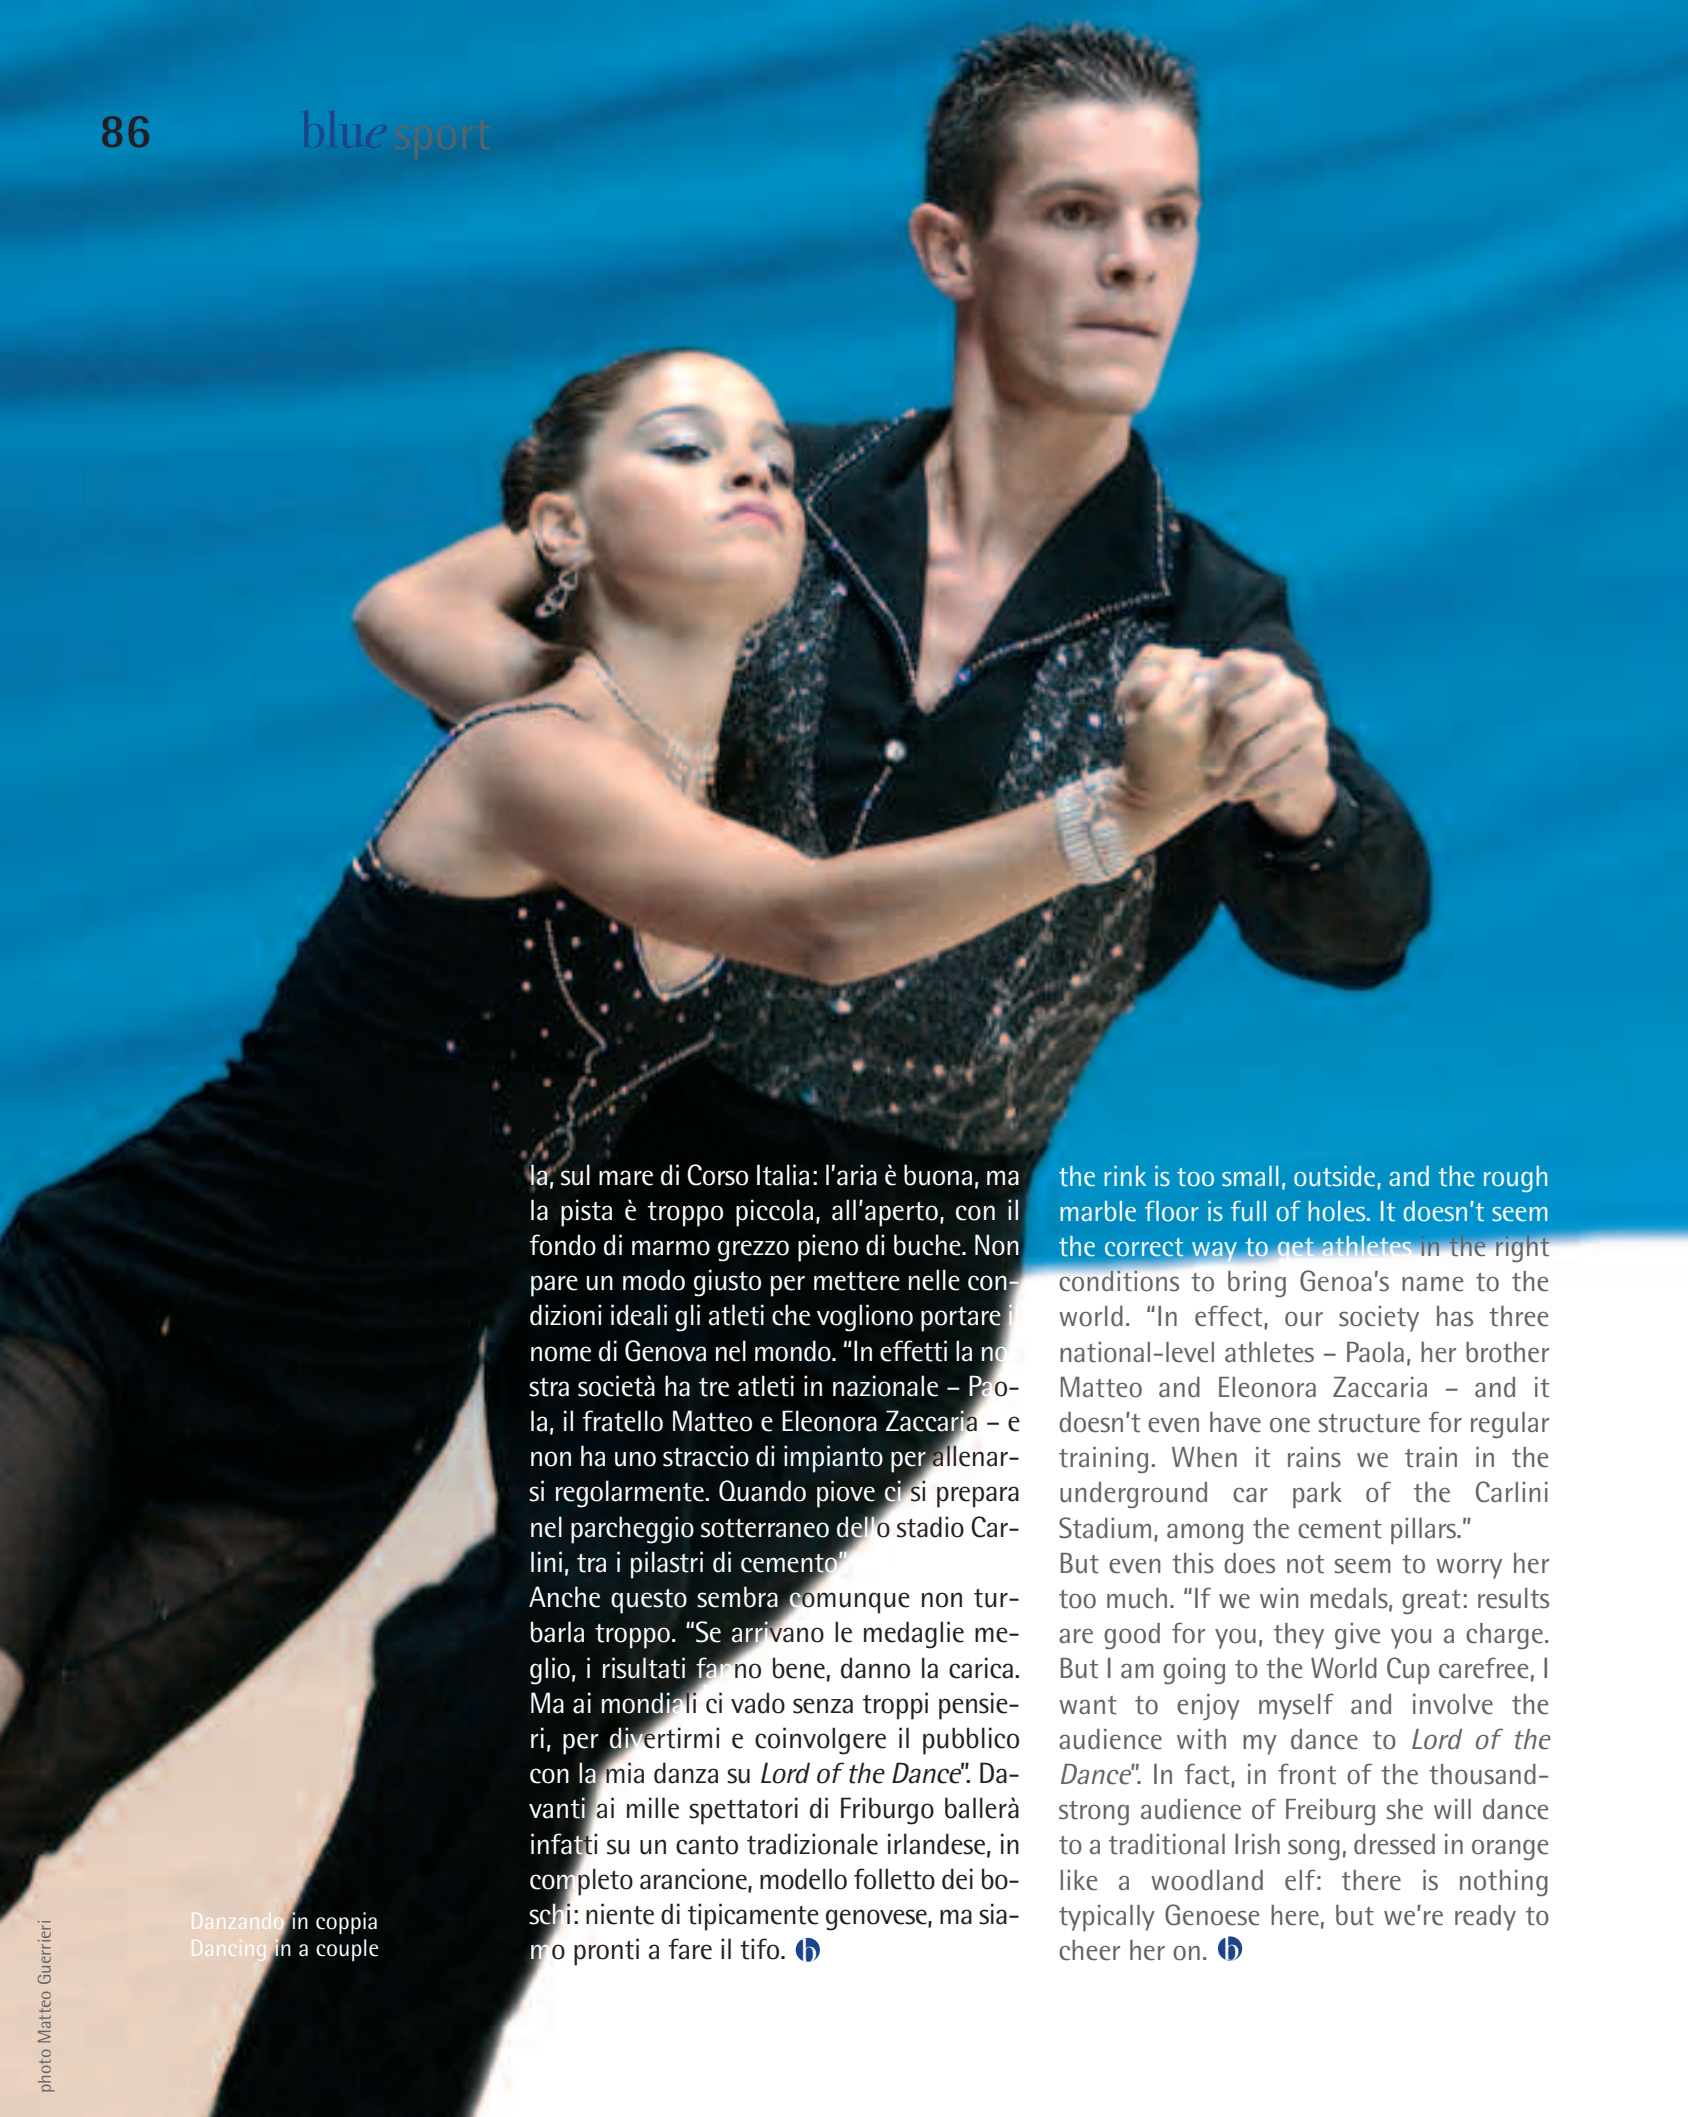 86
blue sport
la, sul mare di Corso Italia: l'aria è buona, ma
la pista è troppo piccola, all'aperto, con il
fondo di marmo grezzo pieno di buche. Non
pare un modo giusto per mettere nelle con-
dizioni ideali gli atleti che vogliono portare il
nome di Genova nel mondo. “In effetti la no-
stra società ha tre atleti in nazionale – Pao-
la, il fratello Matteo e Eleonora Zaccaria – e
non ha uno straccio di impianto per allenar-
si regolarmente. Quando piove ci si prepara
nel parcheggio sotterraneo dello stadio Car-
lini, tra i pilastri di cemento”.
Anche questo sembra comunque non tur-
barla troppo. “Se arrivano le medaglie me-
glio, i risultati fanno bene, danno la carica.
Ma ai mondiali ci vado senza troppi pensie-
ri, per divertirmi e coinvolgere il pubblico
con la mia danza su Lord of the Dance”. Da-
vanti ai mille spettatori di Friburgo ballerà
infatti su un canto tradizionale irlandese, in
completo arancione, modello folletto dei bo-
schi: niente di tipicamente genovese, ma sia-
mo pronti a fare il tifo. b
the rink is too small, outside, and the rough
marble floor is full of holes. It doesn't seem
the correct way to get athletes in the right
conditions to bring Genoa's name to the
world. “In effect, our society has three
national-level athletes – Paola, her brother
Matteo and Eleonora Zaccaria – and it
doesn't even have one structure for regular
training. When it rains we train in the
underground car park of the Carlini
Stadium, among the cement pillars.”
But even this does not seem to worry her
too much. “If we win medals, great: results
are good for you, they give you a charge.
But I am going to the World Cup carefree, I
want to enjoy myself and involve the
audience with my dance to Lord of the
Dance”. In fact, in front of the thousand-
strong audience of Freiburg she will dance
to a traditional Irish song, dressed in orange
like a woodland elf: there is nothing
typically Genoese here, but we're ready to
cheer her on. b
Danzando in coppia
Dancing in a couple
photo Matteo Guerrieri